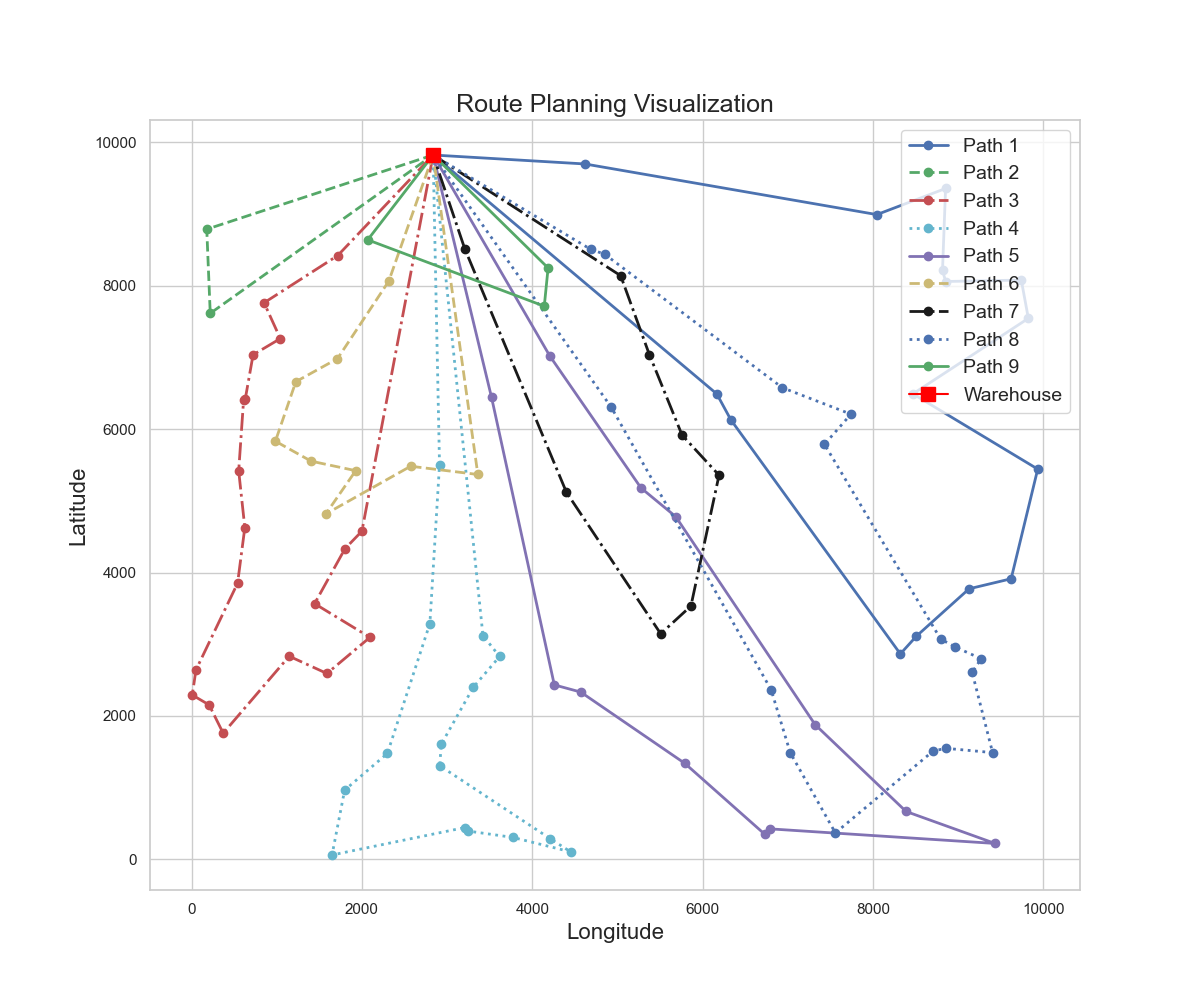 Route Planning Visualization
Path 1
Path 2
Path 3
Path 4
Path 5
Path 6
Path 7
Path 8
Path 9
Warehouse
10000
8000
6000
4000
2000
0
Latitude
0 2000 4000 6000 8000 10000
Longitude